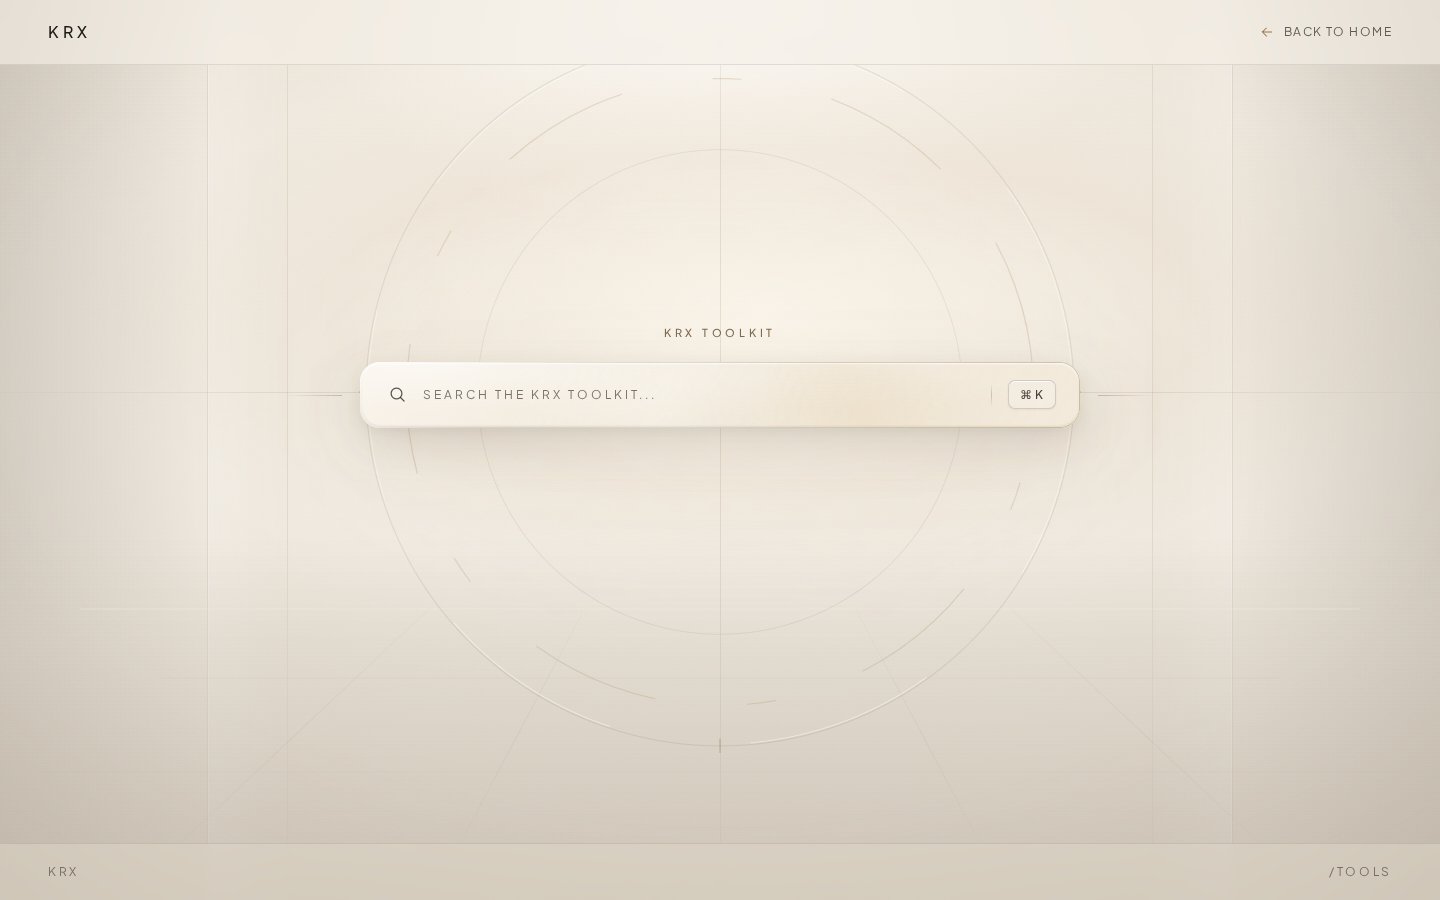 KRX
← BACK TO HOME
KRX TOOLKIT
SEARCH THE KRX TOOLKIT...
⌘ K
KRX
/TOOLS